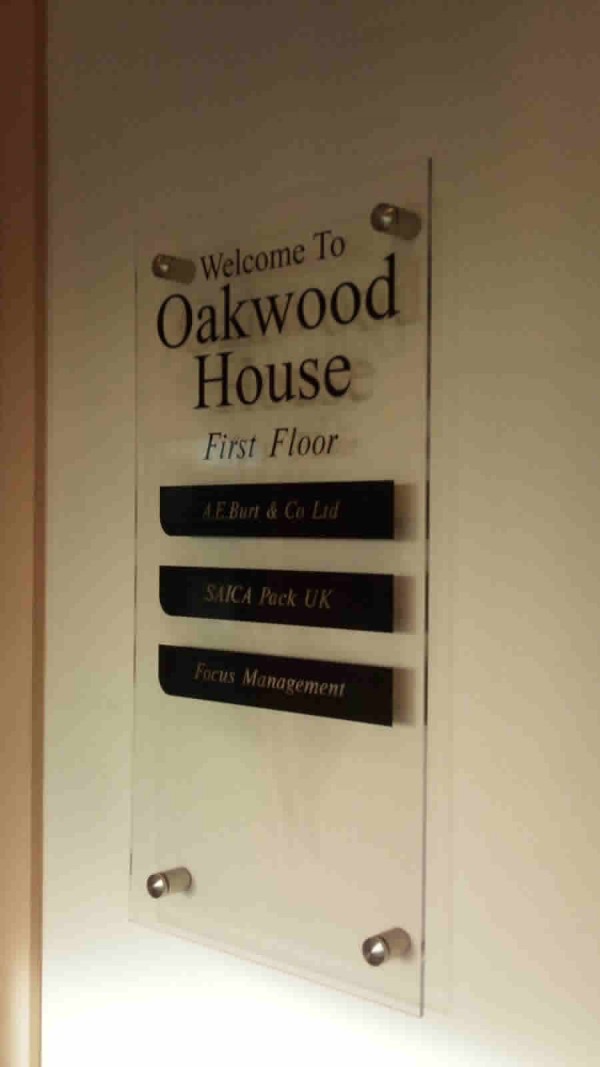 Welcome To
Oakwood
House
First Floor
A.E.Burt & Co Ltd
SAICA Pack UK
Focus Management